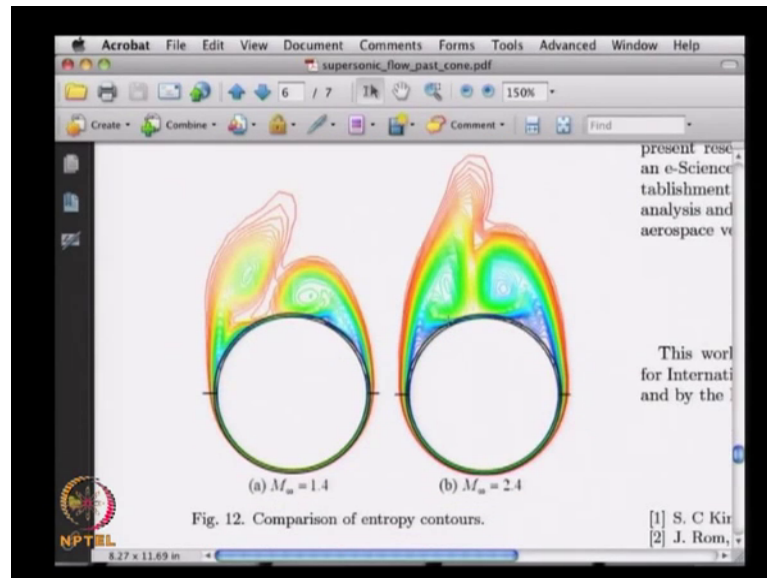 Acrobat File Edit View Document Comments Forms Tools Advanced Window Help
supersonic_flow_past_cone.pdf
6 / 7 150%
Create Combine Comment Find
present rese
an e-Science
tablishment
analysis and
aerospace ve
This worl
for Internati
and by the
(a) M∞ = 1.4 (b) M∞ = 2.4
Fig. 12. Comparison of entropy contours.
[1] S. C Kir
[2] J. Rom,
NPTEL
8.27 x 11.69 in